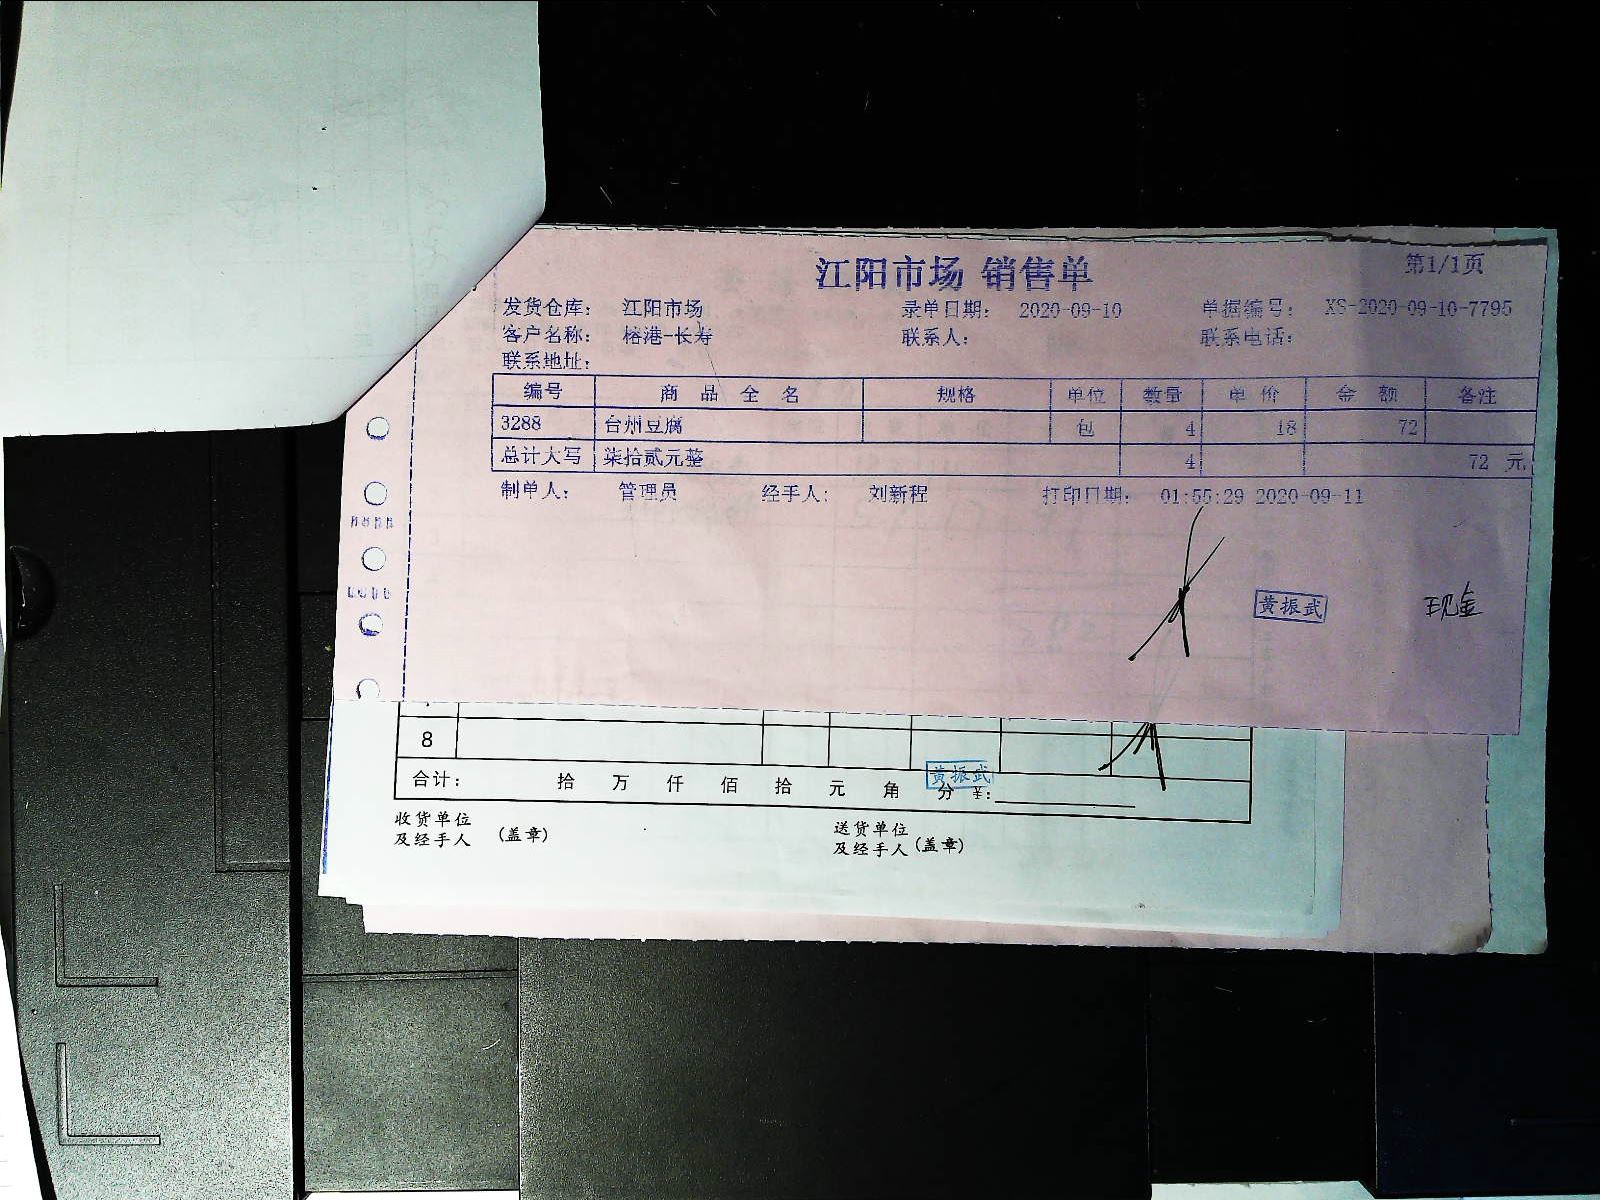 江阳市场 销售单
第1/1页
发货仓库： 江阳市场 录单日期： 2020-09-10 单据编号： XS-2020-09-10-7795
客户名称： 榕港-长寿 联系人： 联系电话：
联系地址：
编号 商品全名 规格 单位 数量 单价 金额 备注
3288 台州豆腐 包 4 18 72
总计大写 柒拾贰元整 4 72 元
制单人： 管理员 经手人： 刘新程 打印日期： 01:55:29 2020-09-11
黄振武 现金
8
黄振武
合计： 拾 万 仟 佰 拾 元 角 分 ¥：
收货单位 送货单位
及经手人 （盖章） 及经手人（盖章）